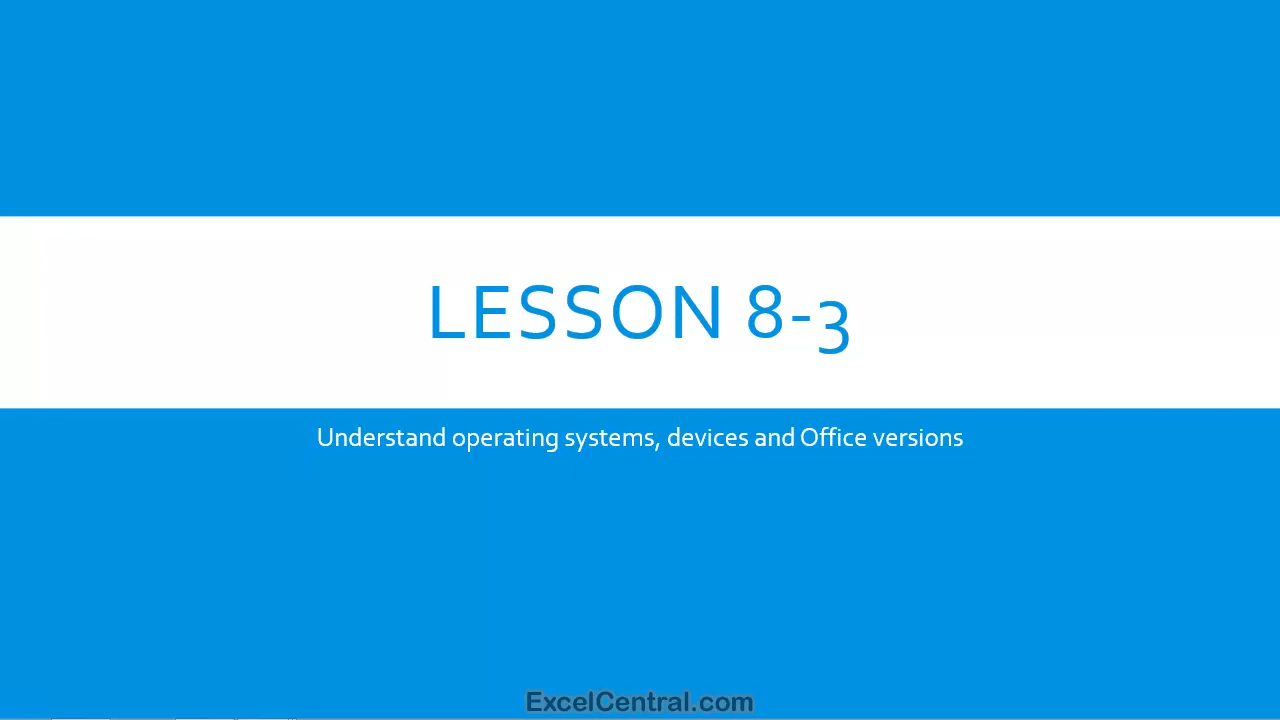 LESSON 8-3
Understand operating systems, devices and Office versions
ExcelCentral.com